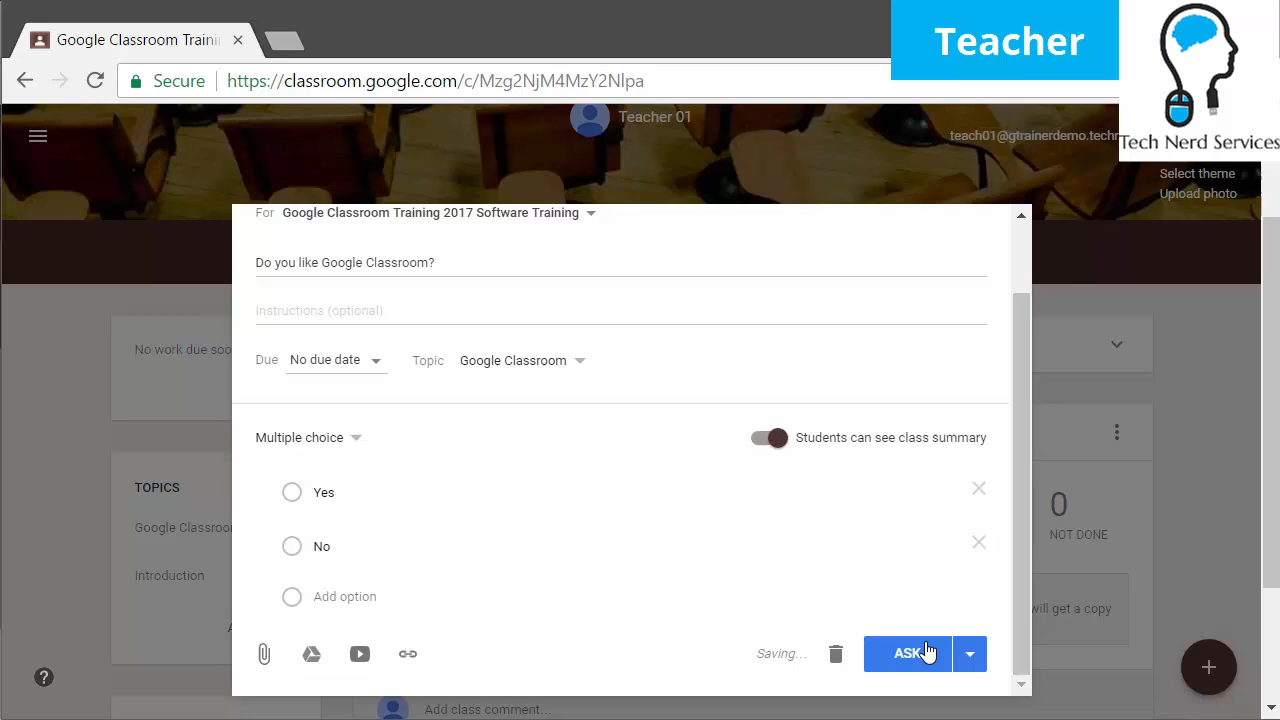 Google Classroom Traini
Teacher
Secure
https://classroom.google.com/c/Mzg2NjM4MzY2Nlpa
Teacher 01
teach01@gtrainerdemo.techn
Tech Nerd Services
Select theme
Upload photo
For Google Classroom Training 2017 Software Training
Do you like Google Classroom?
Instructions (optional)
No work due soo
Due No due date Topic Google Classroom
Multiple choice
Students can see class summary
TOPICS
Yes
0
Google Classroo
NOT DONE
No
Introduction
Add option
will get a copy
A
Saving...
ASK
Add class comment...